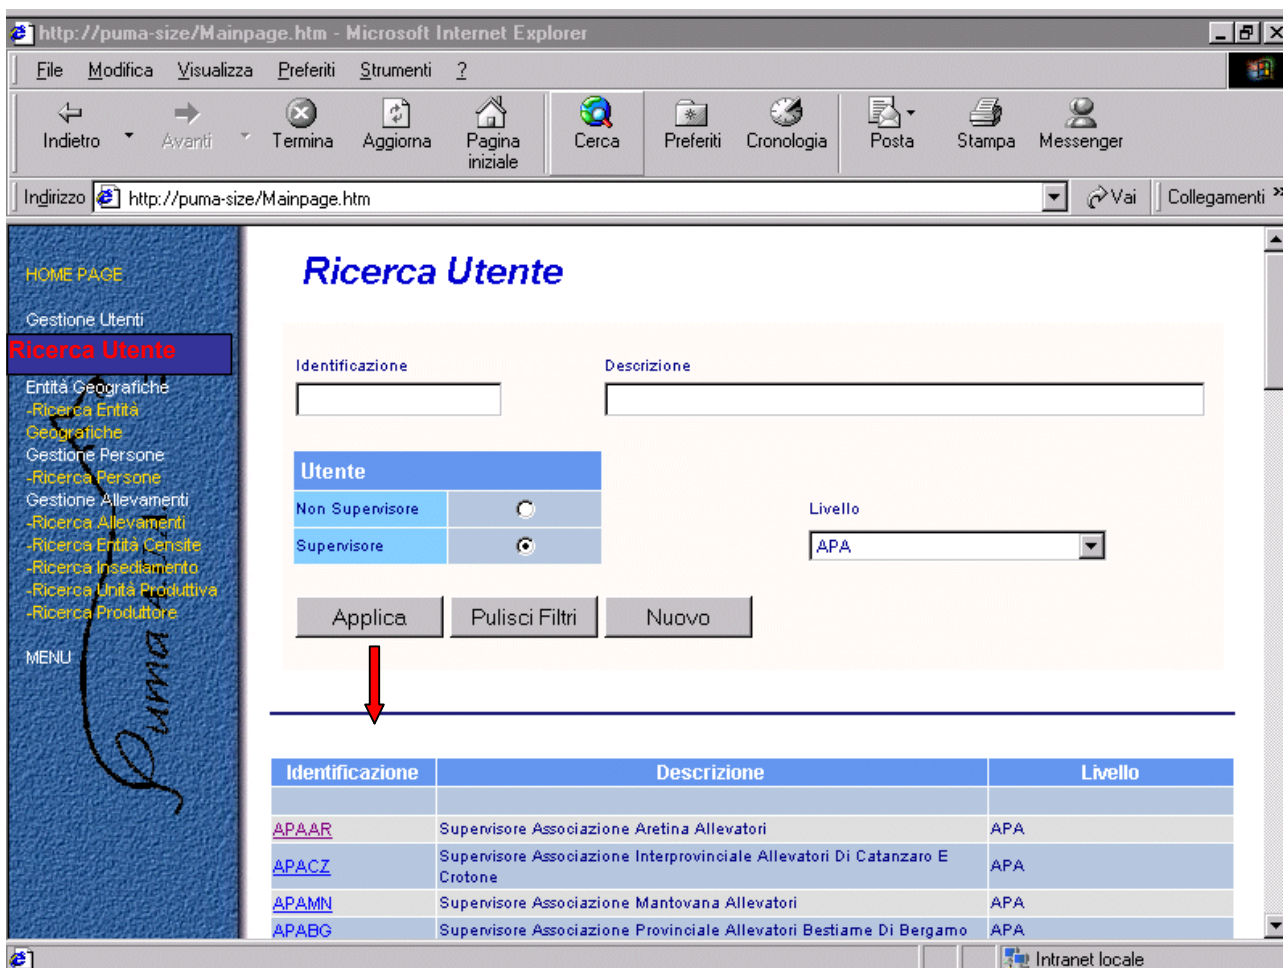 http://puma-size/Mainpage.htm - Microsoft Internet Explorer
File Modifica Visualizza Preferiti Strumenti ?
Indietro Avanti Termina Aggiorna Pagina iniziale Cerca Preferiti Cronologia Posta Stampa Messenger
Indirizzo http://puma-size/Mainpage.htm Vai Collegamenti »
HOME PAGE
Gestione Utenti
Ricerca Utente
Entità Geografiche
-Ricerca Entità
Geografiche
Gestione Persone
-Ricerca Persone
Gestione Allevamenti
-Ricerca Allevamenti
-Ricerca Entità Censite
-Ricerca Insediamento
-Ricerca Unità Produttiva
-Ricerca Produttore
MENU
Ricerca Utente
Identificazione Descrizione
Utente
Non Supervisore
Supervisore
Livello
APA
Applica Pulisci Filtri Nuovo
Identificazione Descrizione Livello
APAAR Supervisore Associazione Aretina Allevatori APA
APACZ Supervisore Associazione Interprovinciale Allevatori Di Catanzaro E
Crotone APA
APAMN Supervisore Associazione Mantovana Allevatori APA
APABG Supervisore Associazione Provinciale Allevatori Bestiame Di Bergamo APA
Intranet locale